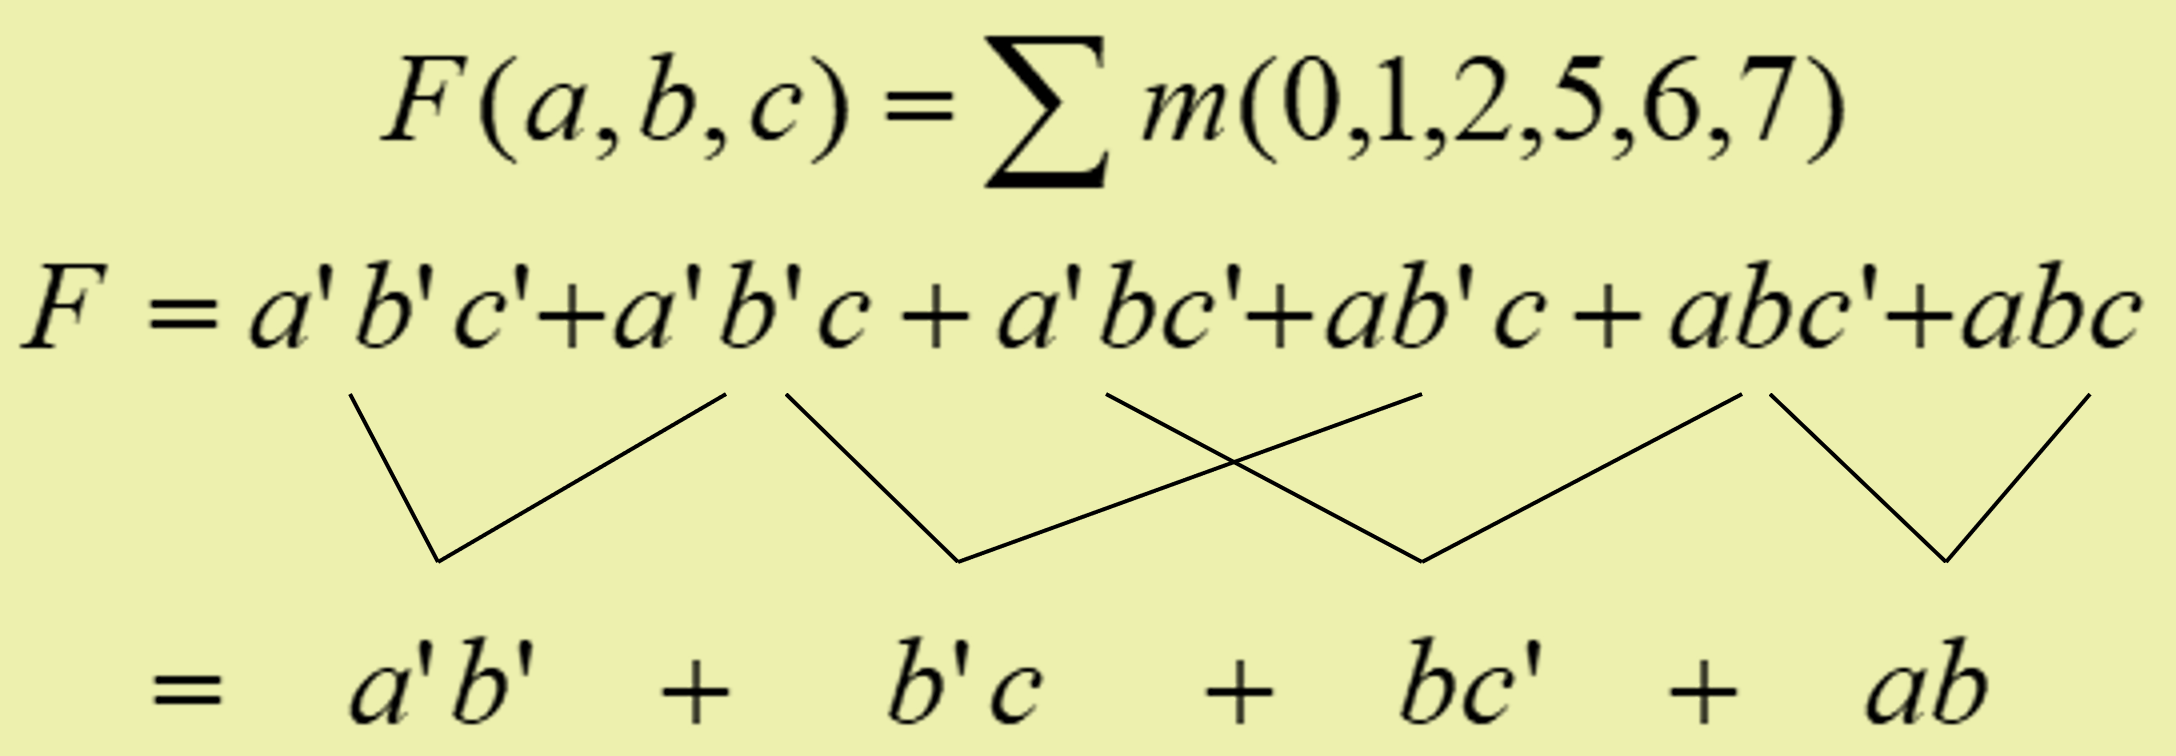 F(a,b,c) = ∑ m(0,1,2,5,6,7)
F = a'b'c'+a'b'c + a'bc'+ab'c + abc'+abc
= a'b' + b'c + bc' + ab